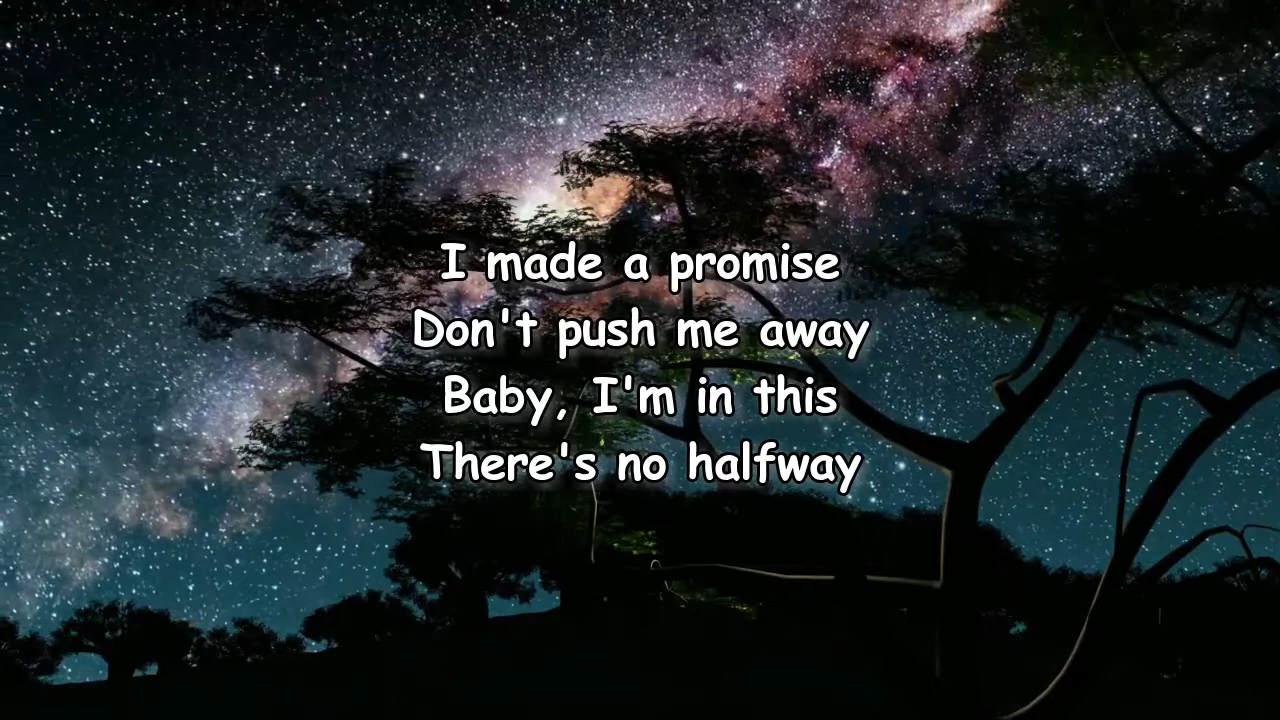 I made a promise
Don't push me away
Baby, I'm in this
There's no halfway